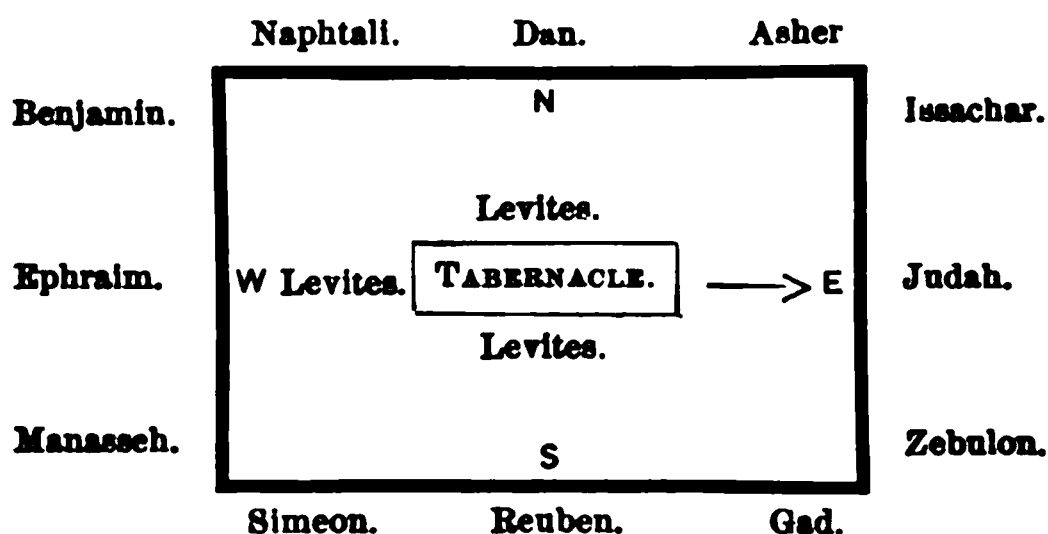 Naphtali. Dan. Asher
N
Benjamin. Issachar.
Levites.
Ephraim. W Levites. TABERNACLE. E Judah.
Levites.
Manasseh. S Zebulon.
Simeon. Reuben. Gad.